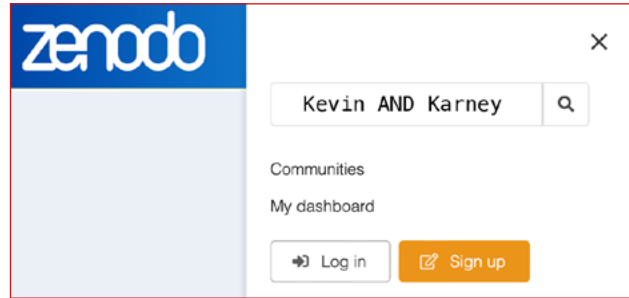 zenodo
Kevin AND Karney
Communities
My dashboard
Log in
Sign up